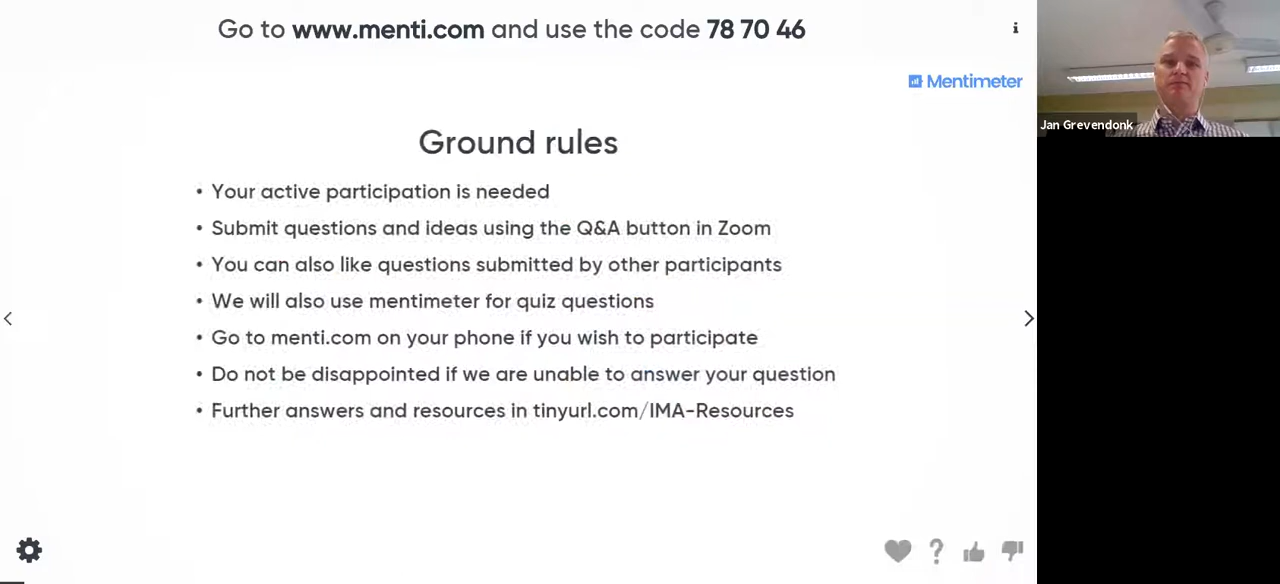 Go to www.menti.com and use the code 78 70 46
i
Mentimeter
Jan Grevendonk
Ground rules
• Your active participation is needed
• Submit questions and ideas using the Q&A button in Zoom
• You can also like questions submitted by other participants
• We will also use mentimeter for quiz questions
• Go to menti.com on your phone if you wish to participate
• Do not be disappointed if we are unable to answer your question
• Further answers and resources in tinyurl.com/IMA-Resources